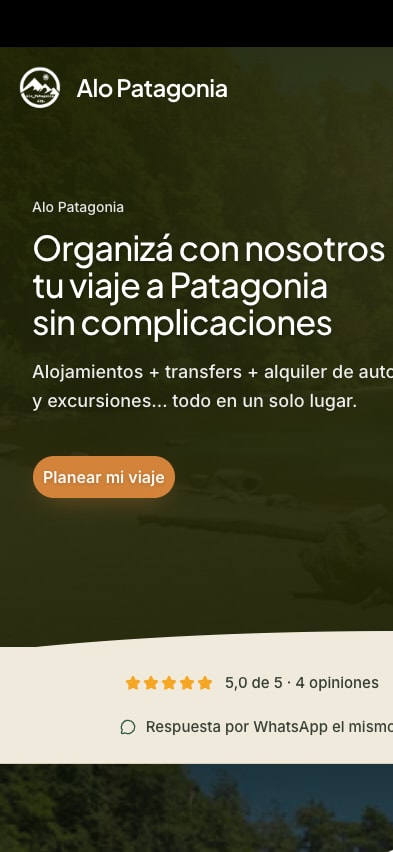 Alo Patagonia
Alo Patagonia
Organizá con nosotros
tu viaje a Patagonia
sin complicaciones
Alojamientos + transfers + alquiler de auto
y excursiones... todo en un solo lugar.
Planear mi viaje
5,0 de 5 · 4 opiniones
Respuesta por WhatsApp el mismo